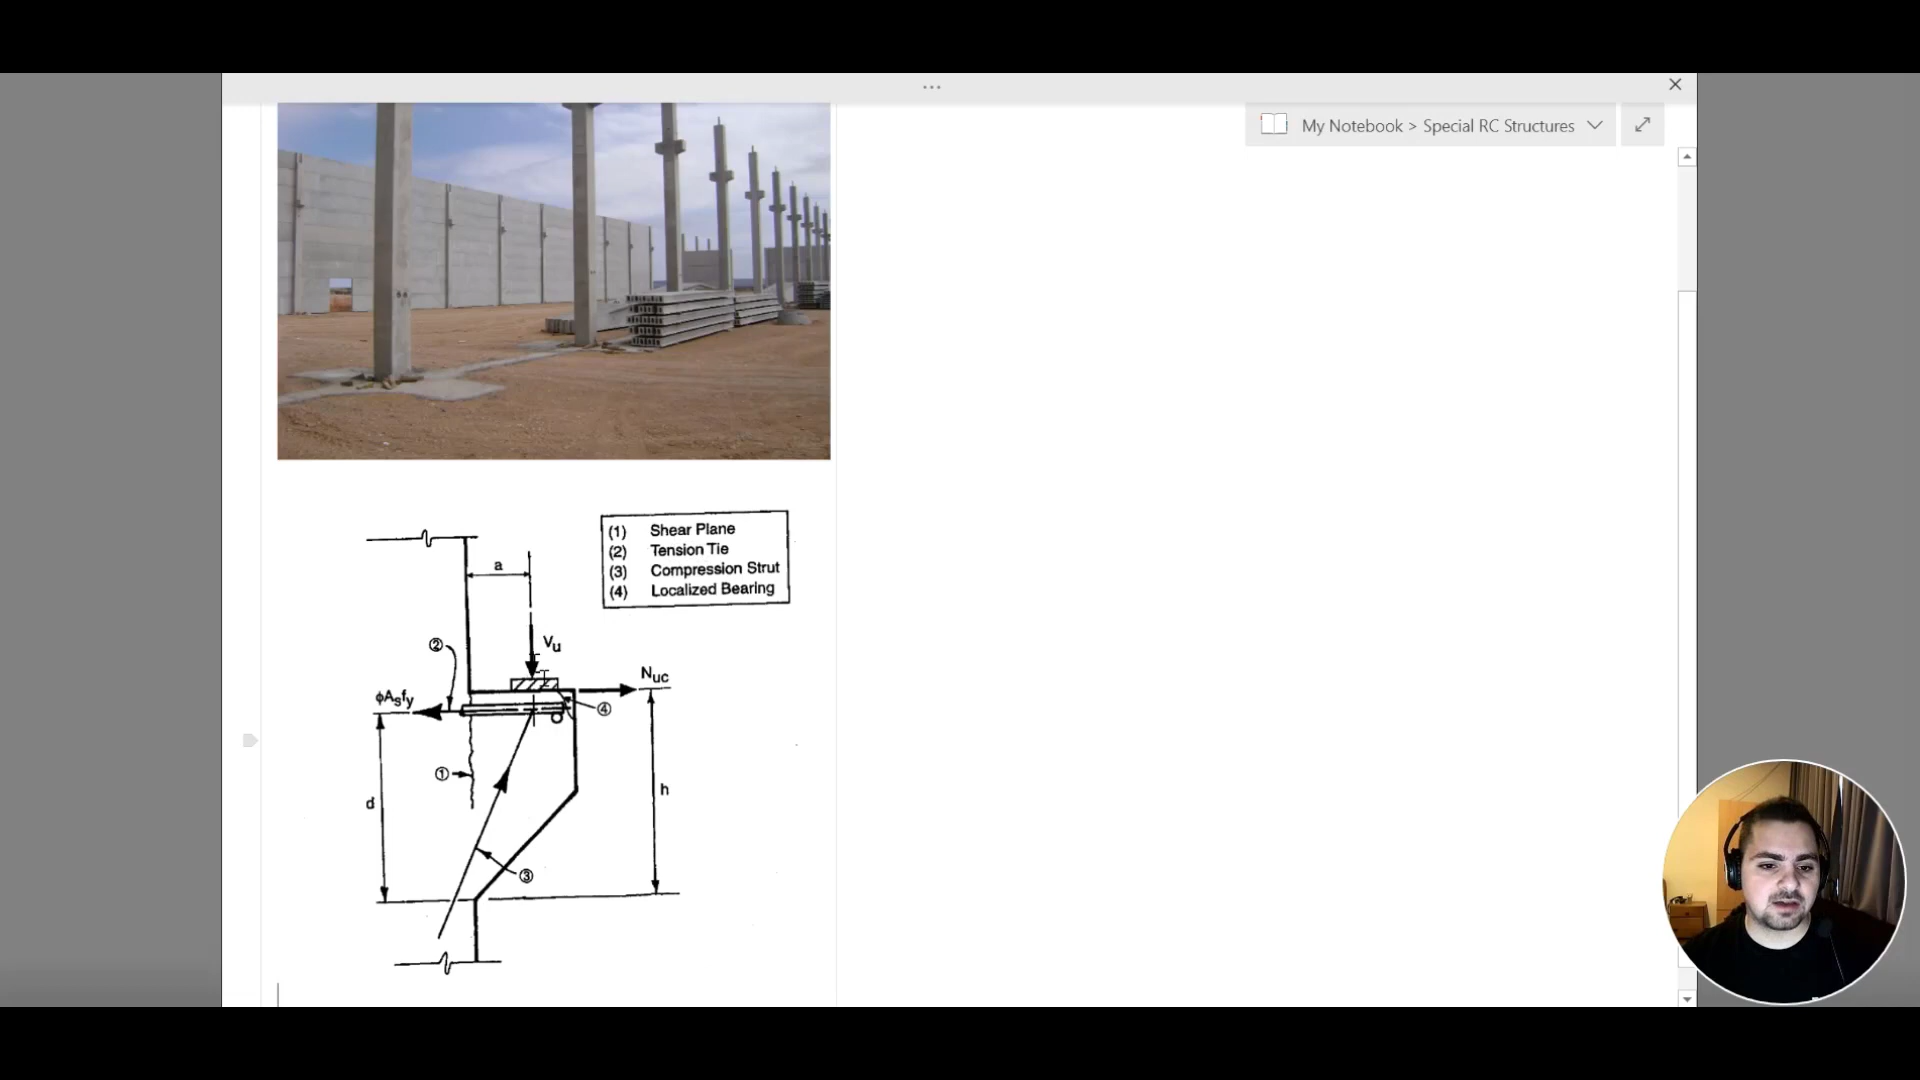 ...
My Notebook > Special RC Structures
(1) Shear Plane
(2) Tension Tie
(3) Compression Strut
(4) Localized Bearing
a
Vu
②
Nuc
ϕAsfy
④
①
d
h
③